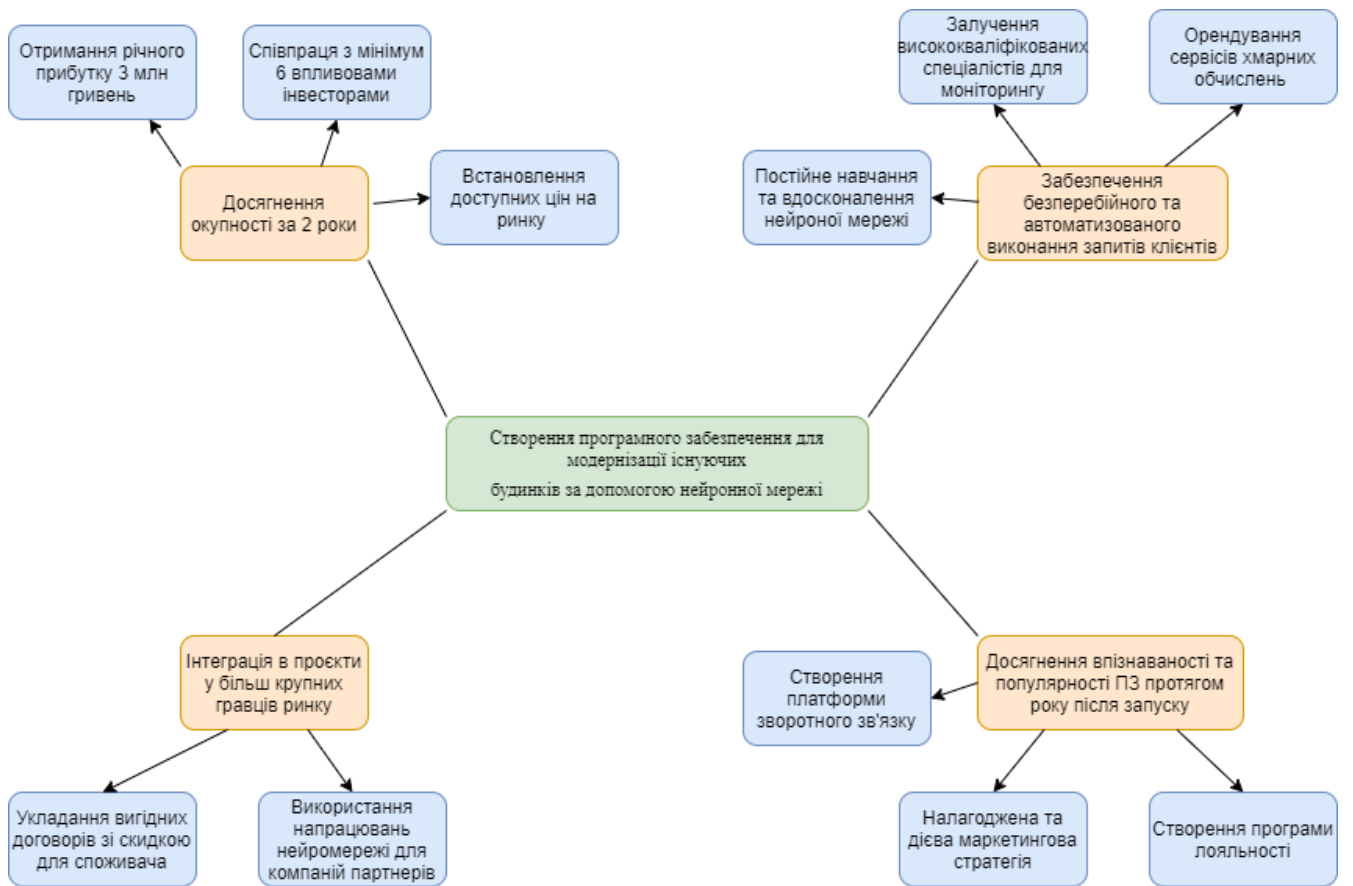 Отримання річного
прибутку 3 млн
гривень
Співпраця з мінімум
6 впливовами
інвесторами
Залучення
висококваліфікованих
спеціалістів для
моніторингу
Орендування
сервісів хмарних
обчислень
Досягнення
окупності за 2 роки
Встановлення
доступних цін на
ринку
Постійне навчання
та вдосконалення
нейроної мережі
Забезпечення
безперебійного та
автоматизованого
виконання запитів клієнтів
Створення програмного забезпечення для
модернізації існуючих
будинків за допомогою нейронної мережі
Інтеграція в проєкти
у більш крупних
гравців ринку
Створення
платформи
зворотного зв'язку
Досягнення впізнаваності та
популярності ПЗ протягом
року після запуску
Укладання вигідних
договорів зі скидкою
для споживача
Використання
напрацювань
нейромережі для
компаній партнерів
Налагоджена та
дієва маркетингова
стратегія
Створення програми
лояльності